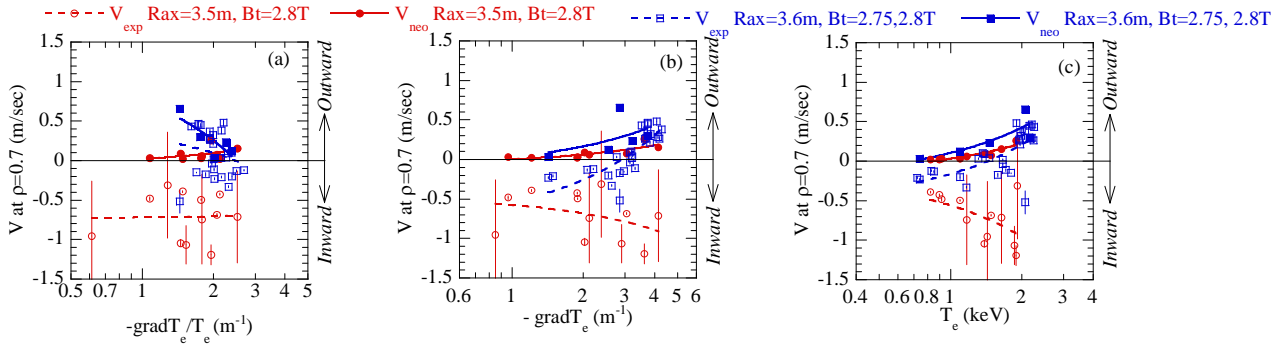 V_exp Rax=3.5m, Bt=2.8T V_neo Rax=3.5m, Bt=2.8T V_exp Rax=3.6m, Bt=2.75,2.8T V_neo Rax=3.6m, Bt=2.75, 2.8T
(a)
V at ρ=0.7 (m/sec)
1.5
1
0.5
0
-0.5
-1
-1.5
0.5 0.7 1 2 3 4 5
-gradT_e/T_e (m⁻¹)
Outward
Inward
(b)
V at ρ=0.7 (m/sec)
1.5
1
0.5
0
-0.5
-1
-1.5
0.6 0.8 1 2 3 4 5 6
- gradT_e (m⁻¹)
Outward
Inward
(c)
V at ρ=0.7 (m/sec)
1.5
1
0.5
0
-0.5
-1
-1.5
0.4 0.6 0.8 1 2 3 4
T_e (keV)
Outward
Inward